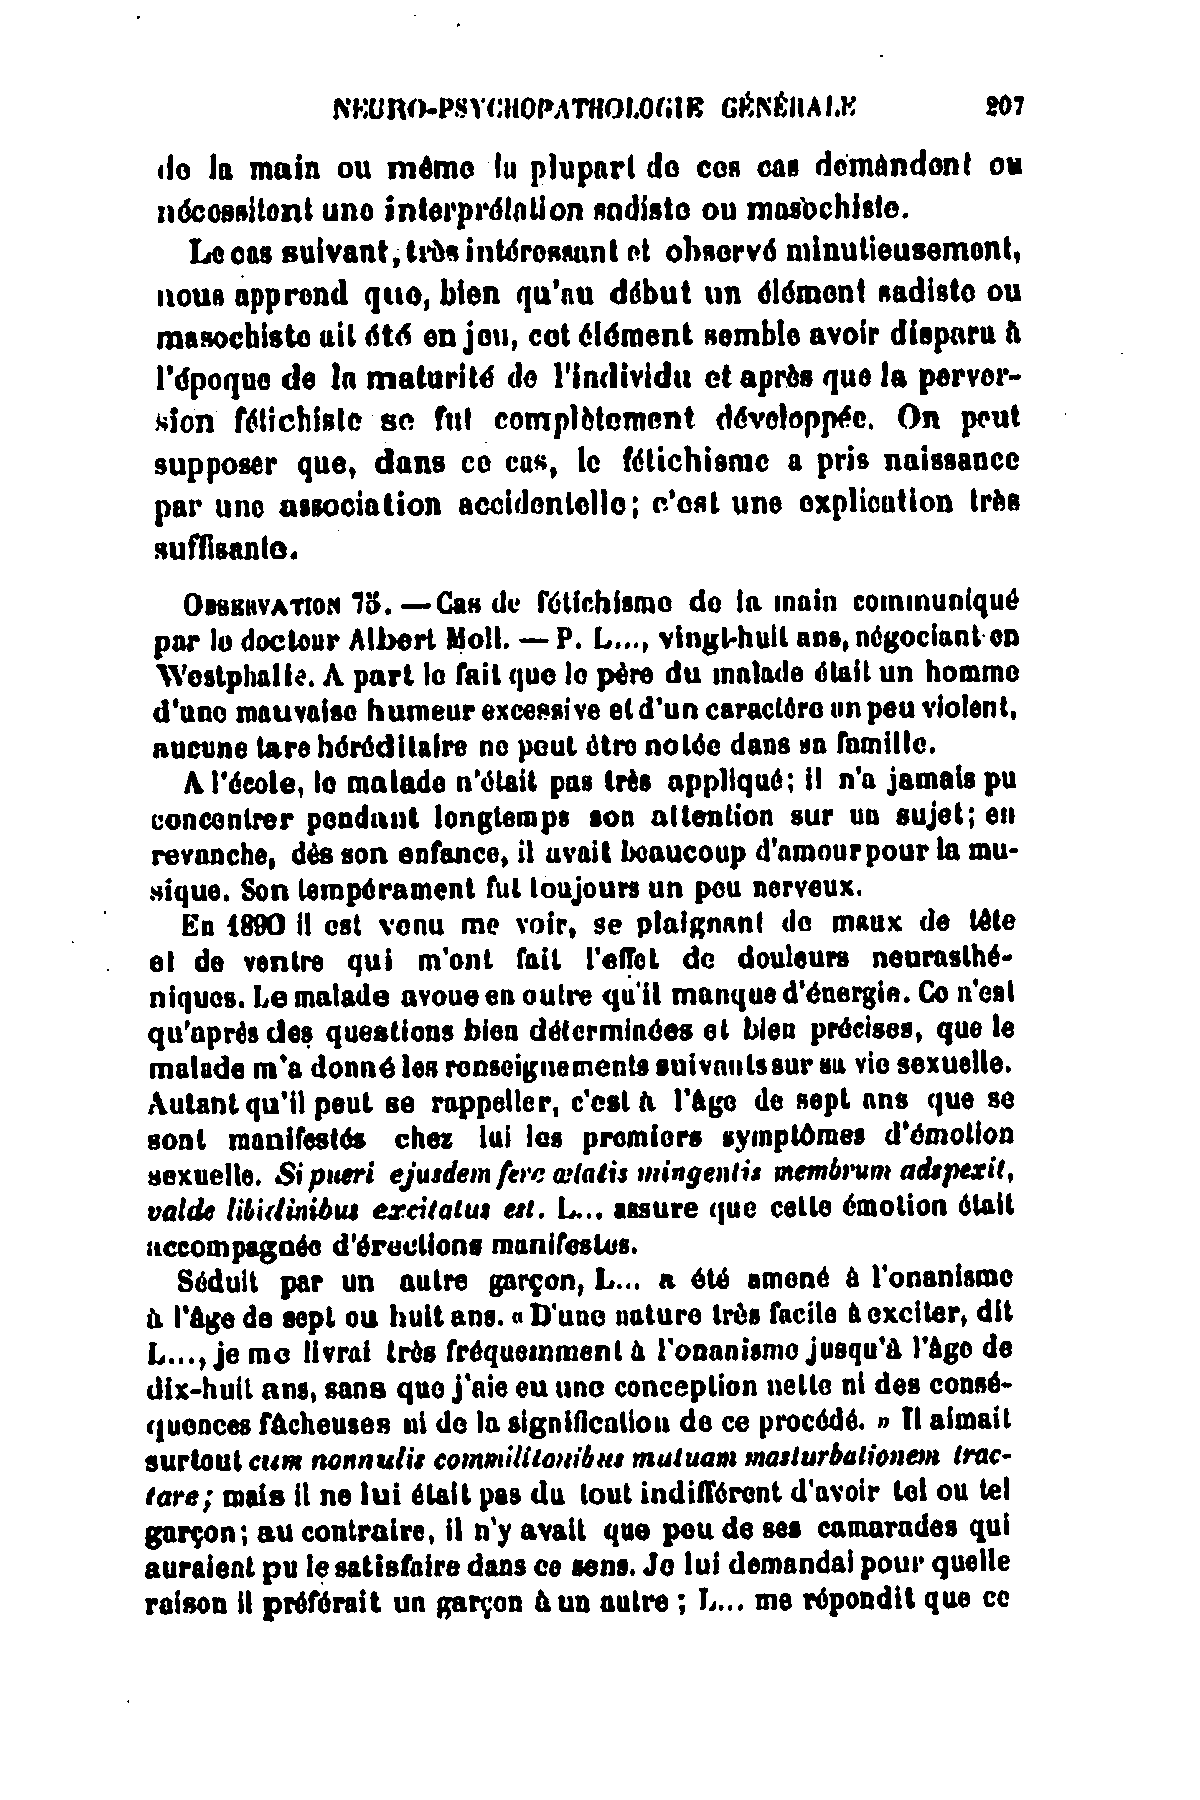 NEURO-PSYCHOPATHOLOGIE GÉNÉRALE 207
de la main ou même la plupart de ces cas demandent ou
nécessitent une interprétation sadiste ou masochiste.
Le cas suivant, très intéressant et observé minutieusement,
nous apprend que, bien qu'au début un élément sadiste ou
masochiste ait été en jeu, cet élément semble avoir disparu à
l'époque de la maturité de l'individu et après que la perver-
sion fétichiste se fut complètement développée. On peut
supposer que, dans ce cas, le fétichisme a pris naissance
par une association accidentelle; c'est une explication très
suffisante.
OBSERVATION 75. — Cas de fétichisme de la main communiqué
par le docteur Albert Moll. — P. L..., vingt-huit ans, négociant en
Westphalie. A part le fait que le père du malade était un homme
d'une mauvaise humeur excessive et d'un caractère un peu violent,
aucune tare héréditaire ne peut être notée dans sa famille.
A l'école, le malade n'était pas très appliqué; il n'a jamais pu
concentrer pendant longtemps son attention sur un sujet; en
revanche, dès son enfance, il avait beaucoup d'amour pour la mu-
sique. Son tempérament fut toujours un peu nerveux.
En 1890 il est venu me voir, se plaignant de maux de tête
et de ventre qui m'ont fait l'effet de douleurs neurasthé-
niques. Le malade avoue en outre qu'il manque d'énergie. Ce n'est
qu'après des questions bien déterminées et bien précises, que le
malade m'a donné les renseignements suivants sur sa vie sexuelle.
Autant qu'il peut se rappeller, c'est à l'âge de sept ans que se
sont manifestés chez lui les premiers symptômes d'émotion
sexuelle. Si pueri ejusdem fere ætatis mingentis membrum adspexit,
valde libidinibus excitatus est. L... assure que cette émotion était
accompagnée d'érections manifestes.
Séduit par un autre garçon, L... a été amené à l'onanisme
à l'âge de sept ou huit ans. « D'une nature très facile à exciter, dit
L..., je me livrai très fréquemment à l'onanisme jusqu'à l'âge de
dix-huit ans, sans que j'aie eu une conception nette ni des consé-
quences fâcheuses ni de la signification de ce procédé. » Il aimait
surtout cum nonnulis commilitonibus mutuam masturbationem trac-
tare; mais il ne lui était pas du tout indifférent d'avoir tel ou tel
garçon; au contraire, il n'y avait que peu de ses camarades qui
auraient pu le satisfaire dans ce sens. Je lui demandai pour quelle
raison il préférait un garçon à un autre ; L... me répondit que ce